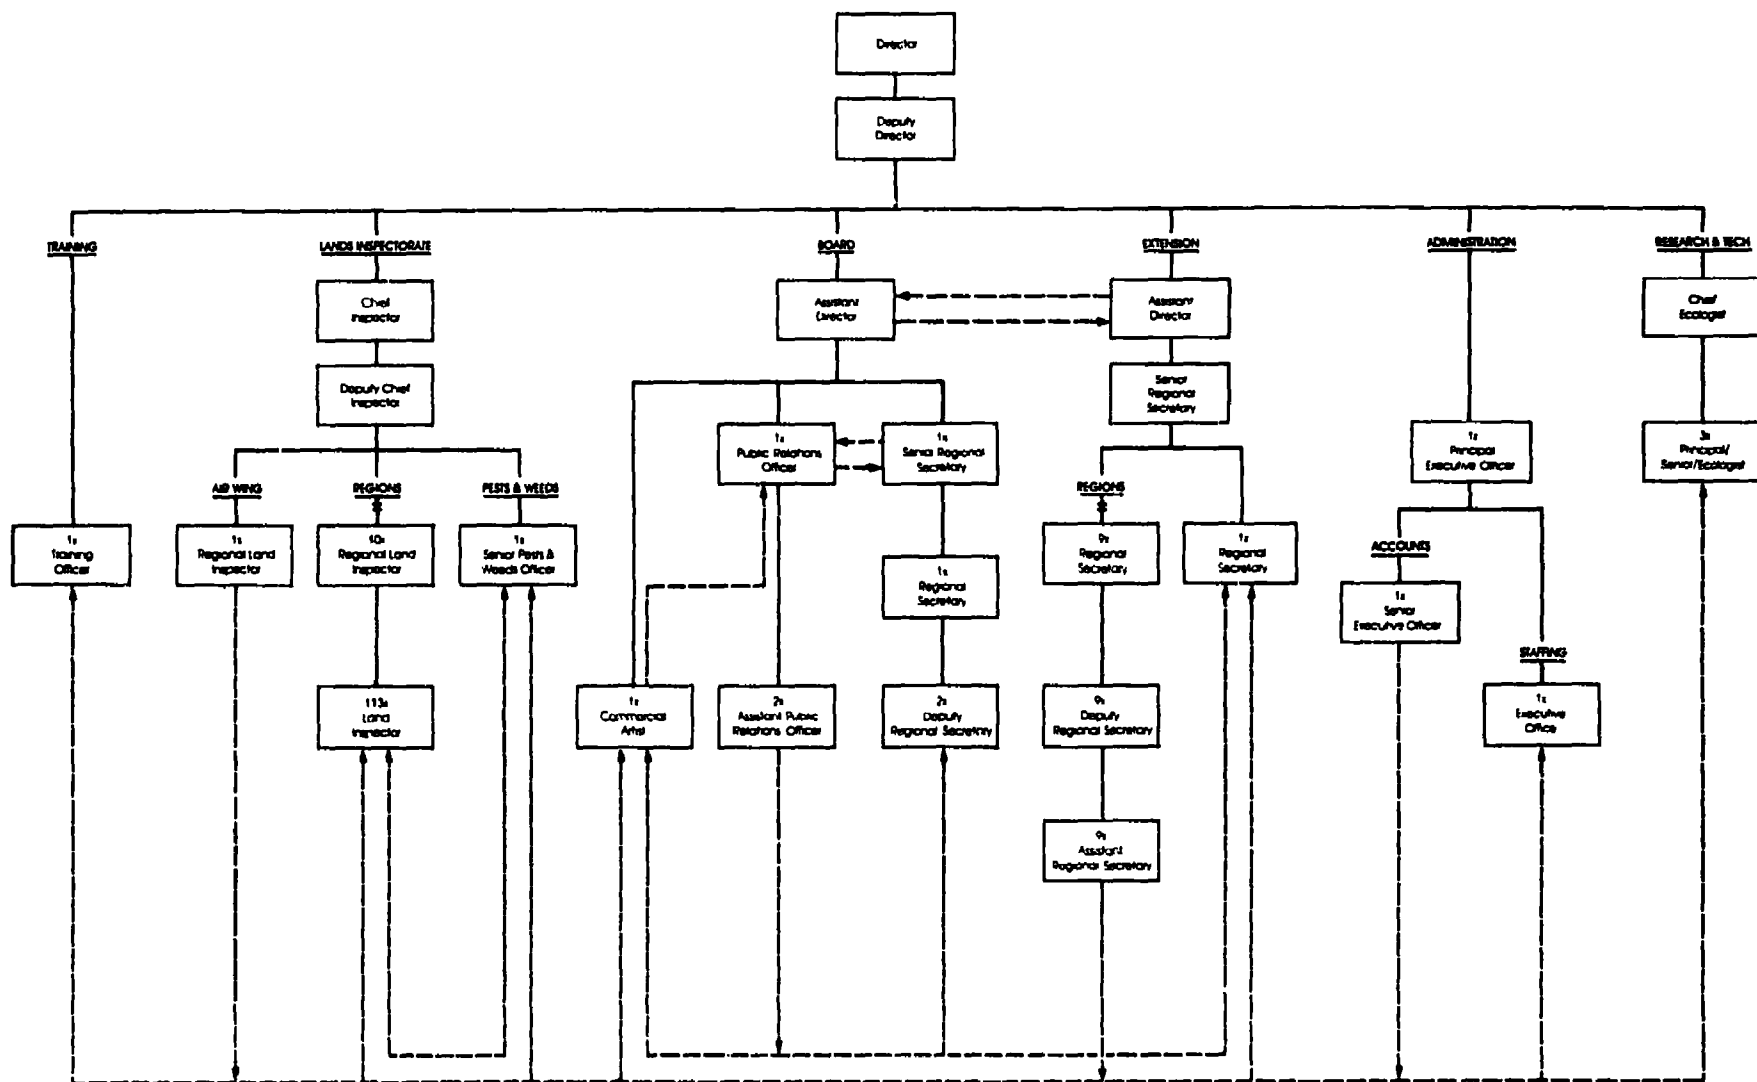 Director
Deputy
Director
TRAINING
LANDS INSPECTORATE
BOARD
EXTENSION
ADMINISTRATION
RESEARCH & TECH
Chief
Inspector
Assistant
Director
Assistant
Director
Chief
Ecologist
Deputy Chief
Inspector
Senior
Regional
Secretary
1x
Public Relations
Officer
1x
Senior Regional
Secretary
1x
Principal
Executive Officer
3x
Principal/
Senior/Ecologist
AIR WING
REGIONS
PESTS & WEEDS
REGIONS
1x
Training
Officer
1x
Regional Land
Inspector
10x
Regional Land
Inspector
1x
Senior Pests &
Weeds Officer
9x
Regional
Secretary
1x
Regional
Secretary
ACCOUNTS
1x
Regional
Secretary
1x
Senior
Executive Officer
STAFFING
113x
Land
Inspector
1x
Commercial
Artist
2x
Assistant Public
Relations Officer
2x
Deputy
Regional Secretary
9x
Deputy
Regional Secretary
1x
Executive
Office
9x
Assistant
Regional Secretary